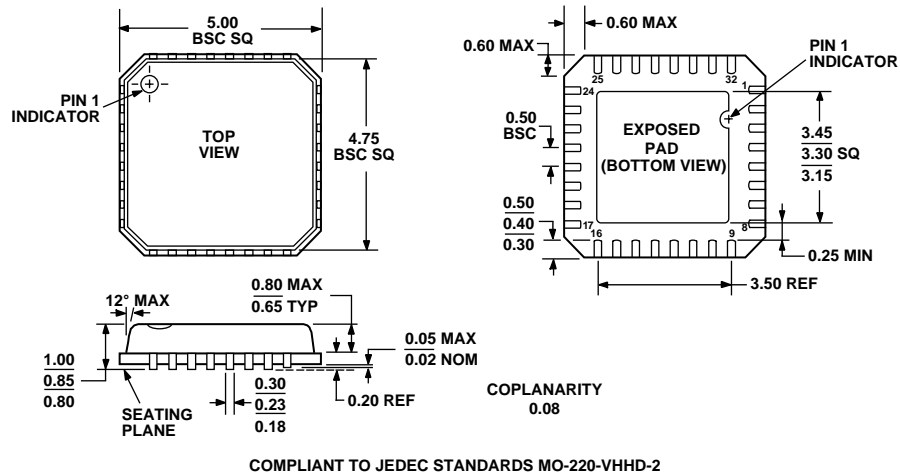 5.00
BSC SQ
PIN 1
INDICATOR
TOP
VIEW
4.75
BSC SQ
0.60 MAX
0.60 MAX
PIN 1
INDICATOR
25
32
24
1
0.50
BSC
EXPOSED
PAD
(BOTTOM VIEW)
3.45
3.30 SQ
3.15
0.50
0.40
0.30
17
16
9
8
0.25 MIN
3.50 REF
12° MAX
0.80 MAX
0.65 TYP
0.05 MAX
0.02 NOM
1.00
0.85
0.80
SEATING
PLANE
0.30
0.23
0.18
0.20 REF
COPLANARITY
0.08
COMPLIANT TO JEDEC STANDARDS MO-220-VHHD-2